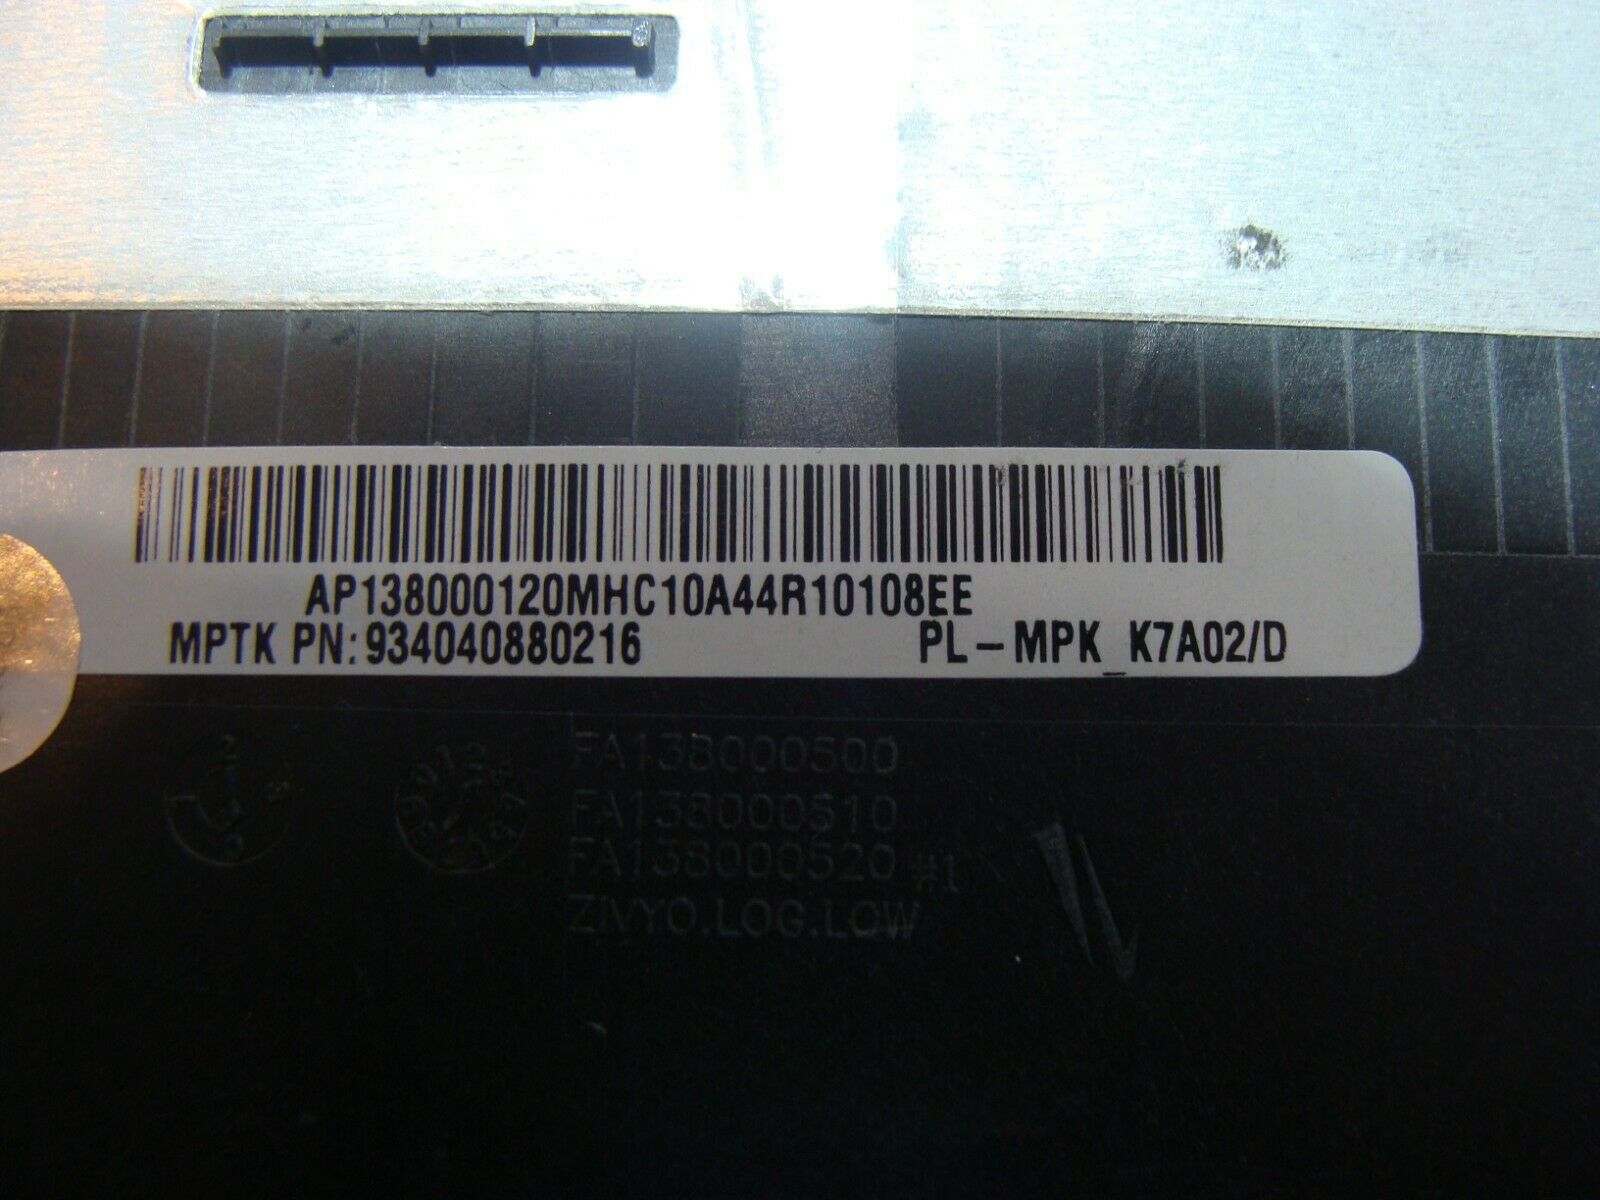 AP138000120MHC10A44R10108EE
MPTK PN: 934040880216 PL-MPK_K7A02/D
FA138000500
FA138000510
FA138000520 #1
ZIVYO.LOG.LOW